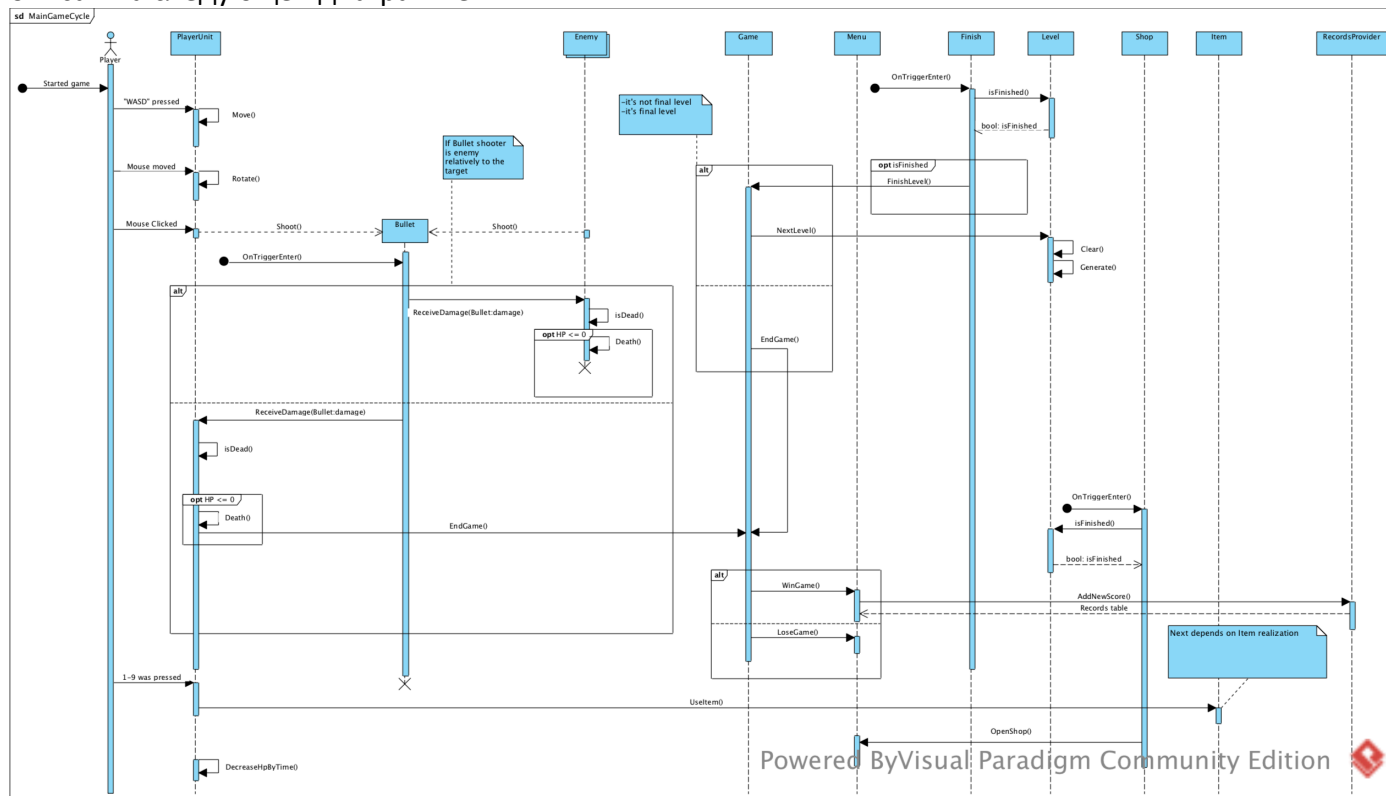 sd MainGameCycle
Player
PlayerUnit
Enemy
Game
Menu
Finish
Level
Shop
Item
RecordsProvider
Started game
OnTriggerEnter()
isFinished()
"WASD" pressed
Move()
-it's not final level
-it's final level
bool: isFinished
If Bullet shooter
is enemy
relatively to the
target
Mouse moved
Rotate()
alt
opt isFinished
FinishLevel()
Mouse Clicked
Shoot()
Bullet
Shoot()
NextLevel()
Clear()
OnTriggerEnter()
Generate()
alt
ReceiveDamage(Bullet:damage)
isDead()
opt HP <= 0
Death()
EndGame()
ReceiveDamage(Bullet:damage)
isDead()
opt HP <= 0
Death()
EndGame()
OnTriggerEnter()
isFinished()
bool: isFinished
alt
WinGame()
AddNewScore()
Records table
LoseGame()
Next depends on Item realization
1-9 was pressed
UseItem()
OpenShop()
DecreaseHpByTime()
Powered ByVisual Paradigm Community Edition